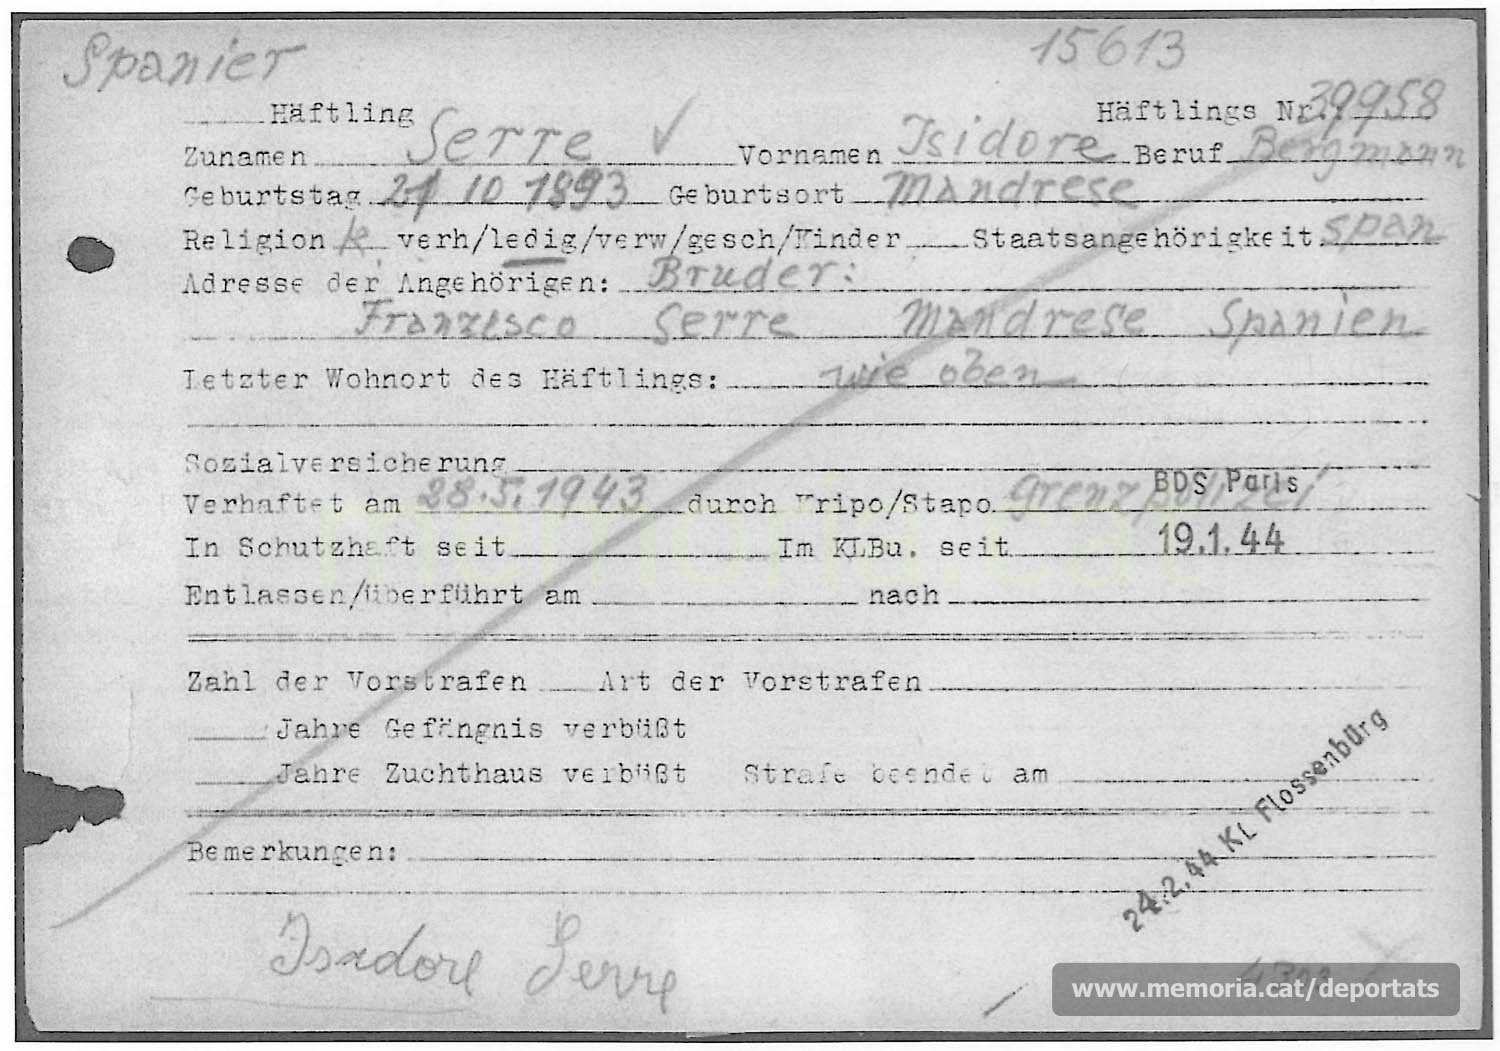 Spanier
15613
Häftling Häftlings Nr. 39958
Zunamen Serre ✓ Vornamen Isidore Beruf Bergmann
Geburtstag 21 10 1893 Geburtsort Mandrese
Religion k. verh/ledig/verw/gesch/Kinder Staatsangehörigkeit span
Adresse der Angehörigen: Bruder:
Franzesco Serre Mandrese Spanien
Letzter Wohnort des Häftlings: wie oben
Sozialversicherung
Verhaftet am 28.5.1943 durch Kripo/Stapo Grenzpolizei BDS Paris
In Schutzhaft seit Im KLBu. seit 19.1.44
Entlassen/überführt am nach
Zahl der Vorstrafen Art der Vorstrafen
Jahre Gefängnis verbüßt
Jahre Zuchthaus verbüßt Strafe beendet am
24.2.44 KL Flossenbürg
Bemerkungen:
Isidore Serre
www.memoria.cat/deportats